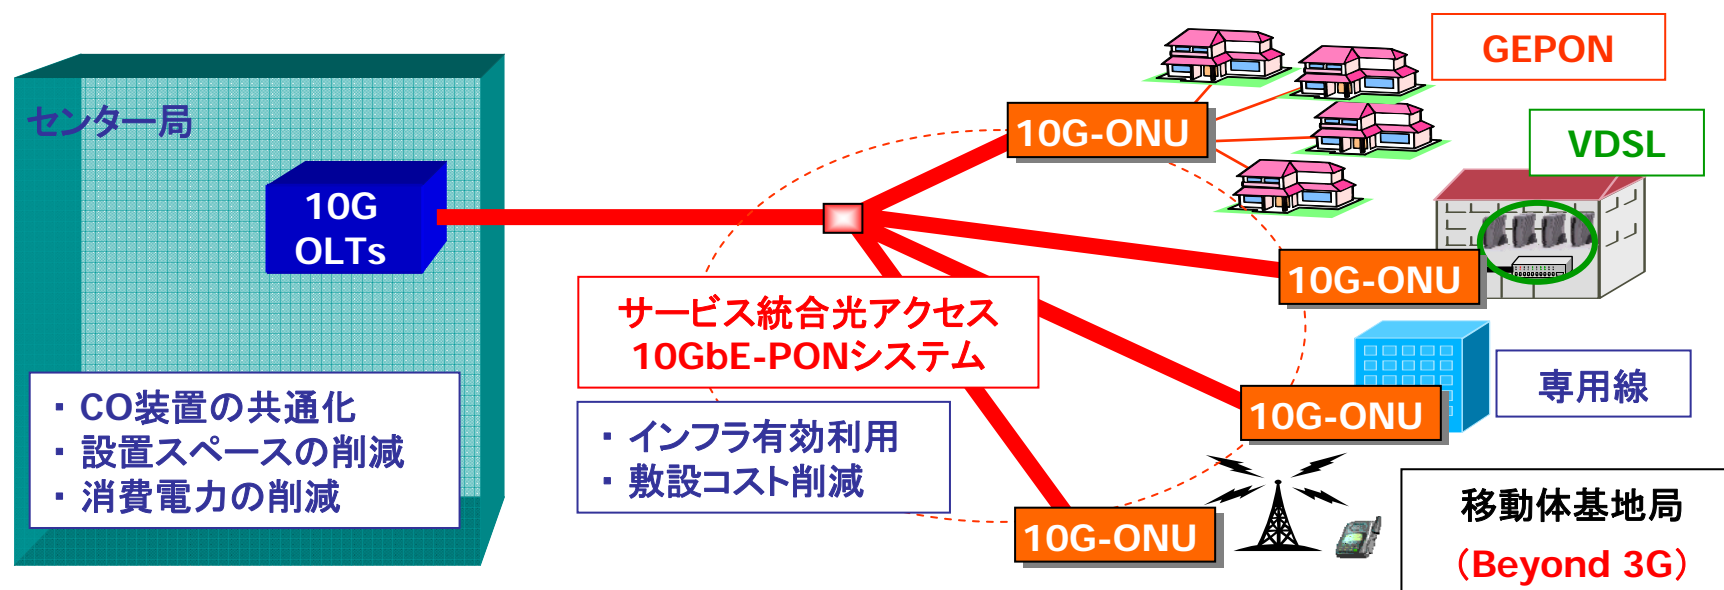 センター局
10G
OLTs
・ CO装置の共通化
・ 設置スペースの削減
・ 消費電力の削減
サービス統合光アクセス
10GbE-PONシステム
・ インフラ有効利用
・ 敷設コスト削減
10G-ONU
GEPON
10G-ONU
VDSL
10G-ONU
専用線
10G-ONU
移動体基地局
（Beyond 3G）